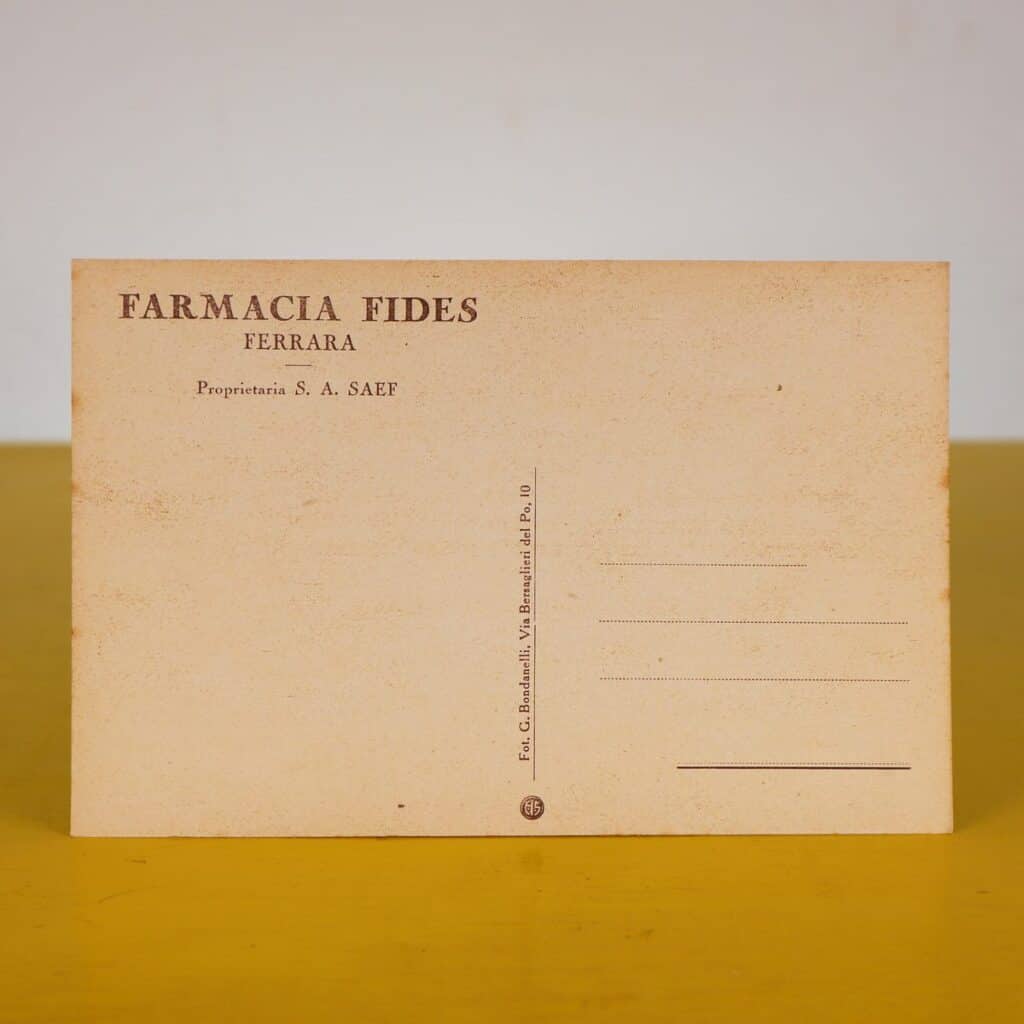 FARMACIA FIDES
FERRARA
Proprietaria S. A. SAEF
Fot. G. Bondanelli, Via Bersaglieri del Po, 10